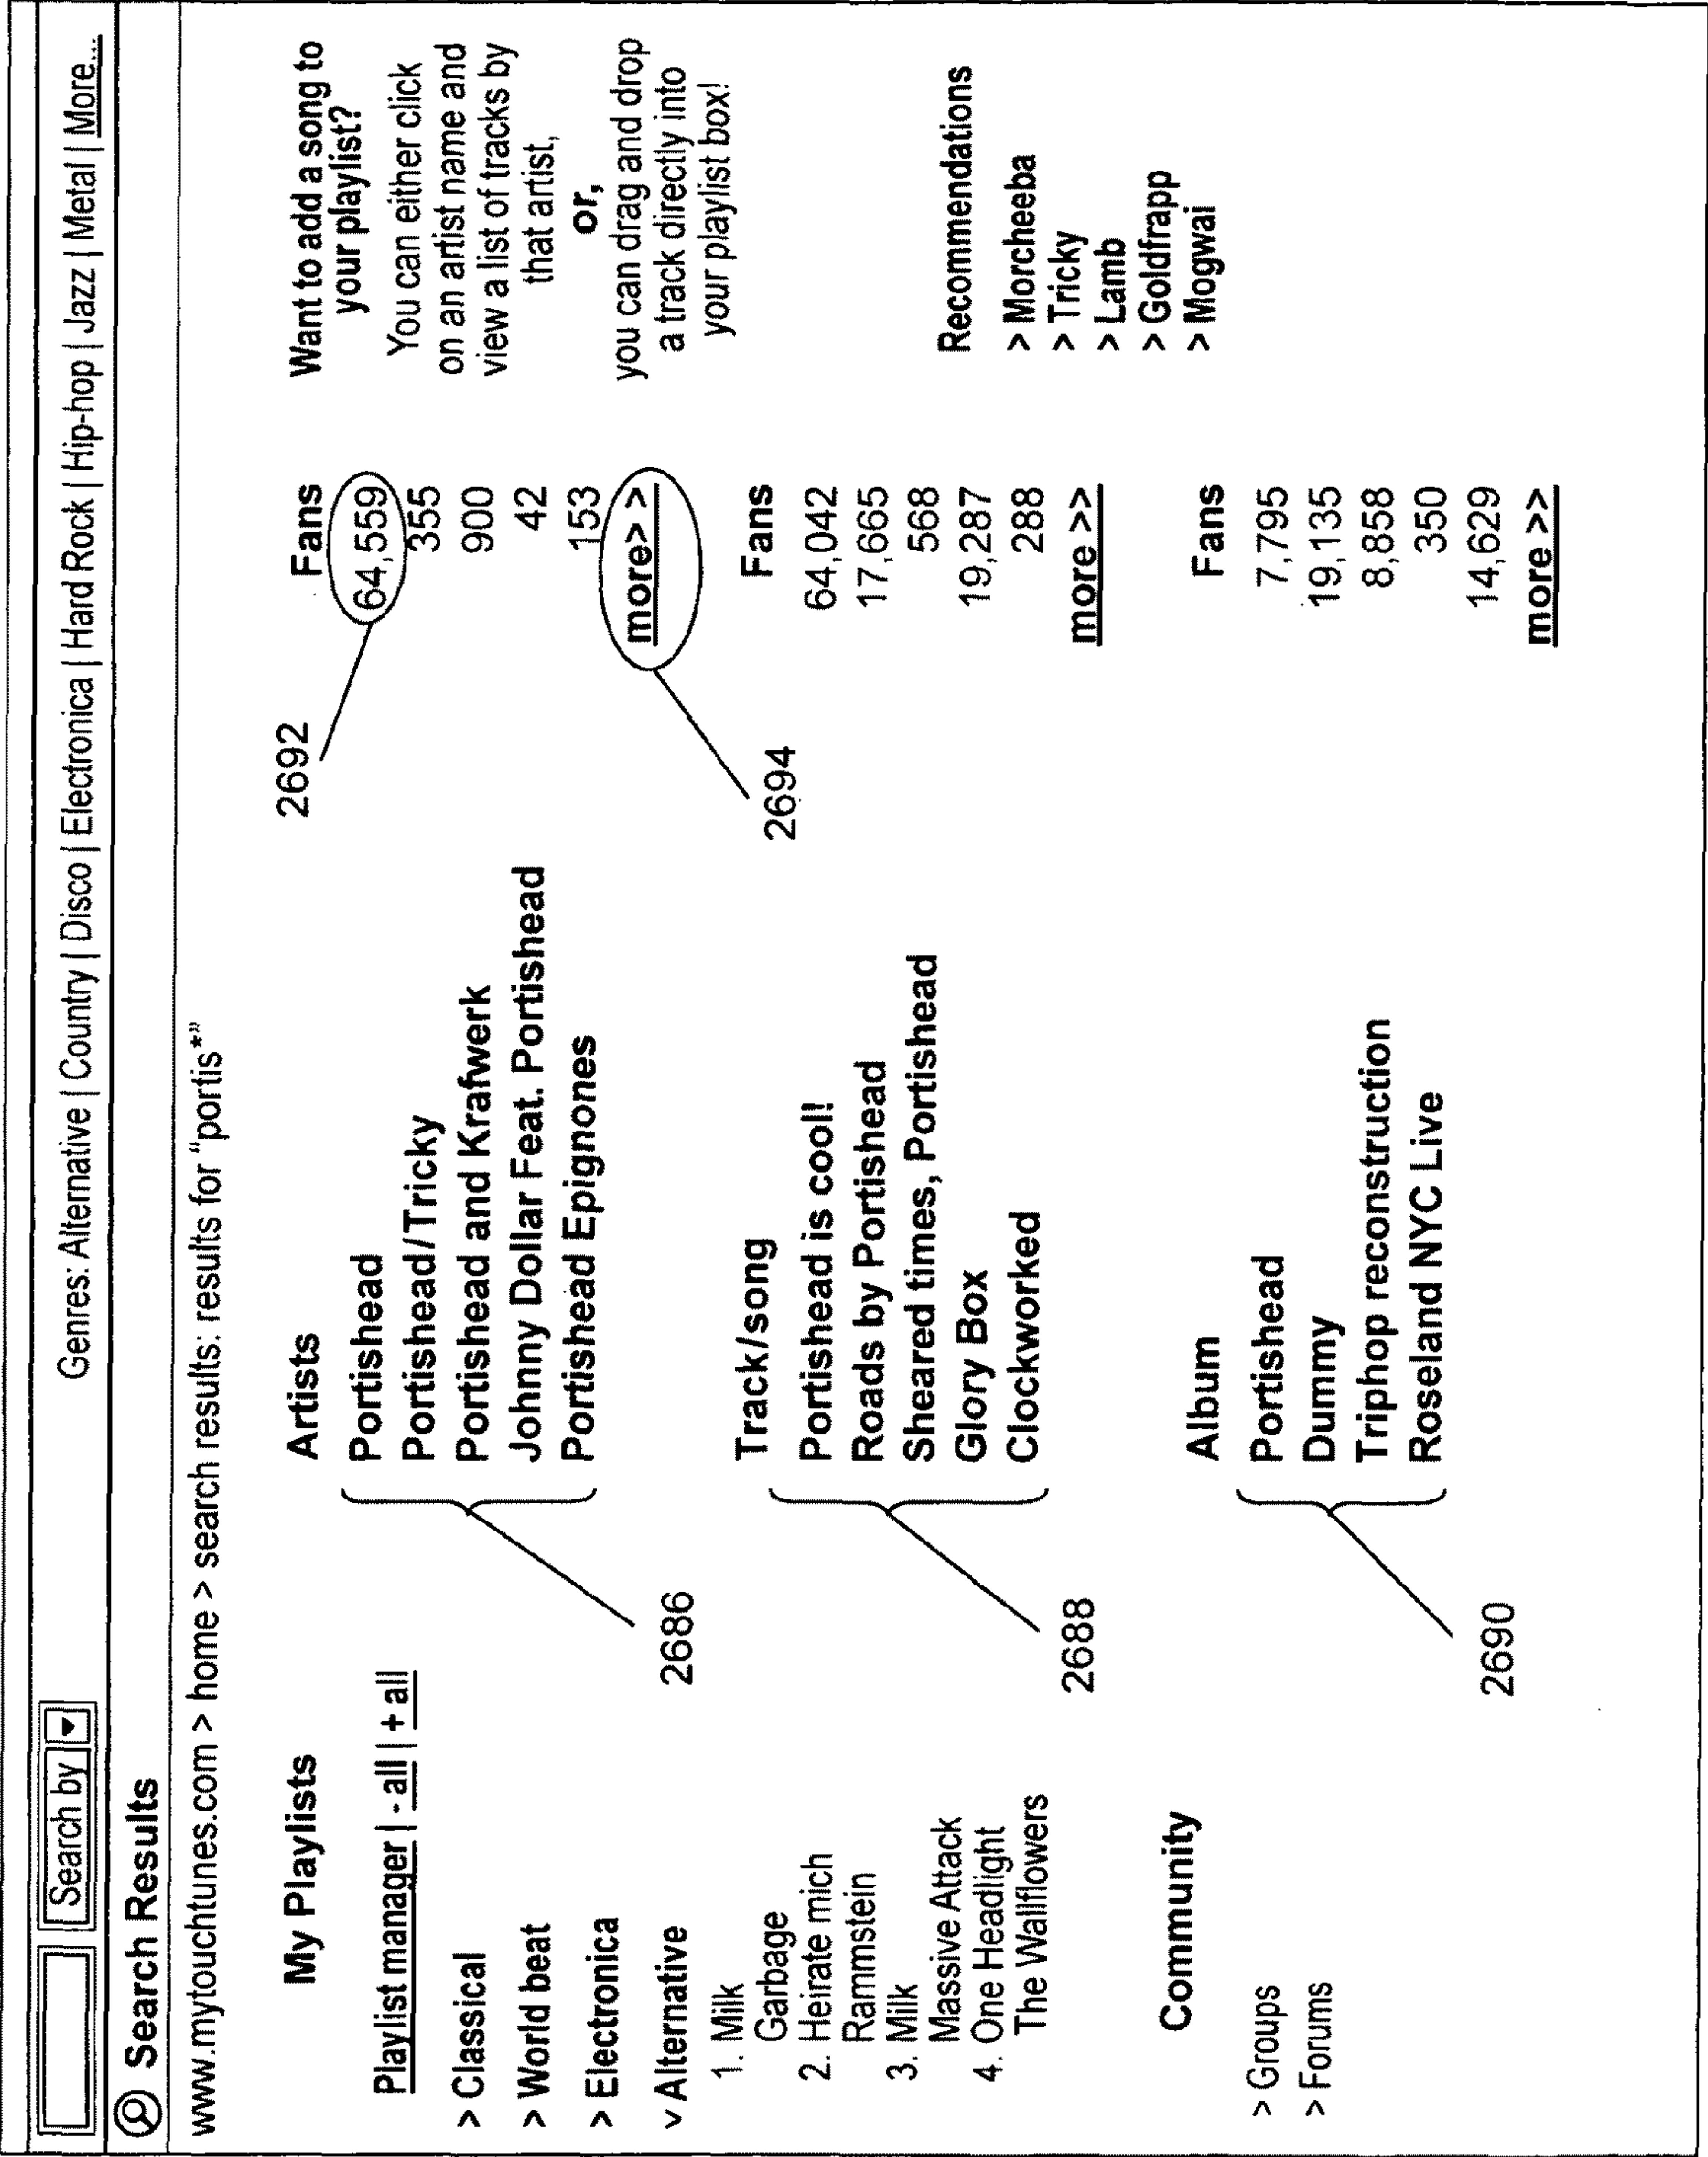 Search by
Genres: Alternative | Country | Disco | Electronica | Hard Rock | Hip-hop | Jazz | Metal | More...
Search Results
www.mytouchtunes.com > home > search results: results for “portis*”
My Playlists
Playlist manager | - all | + all
> Classical
> World beat
> Electronica
v Alternative
1. Milk
Garbage
2. Heirate mich
Rammstein
3. Milk
Massive Attack
4. One Headlight
The Wallflowers
Community
> Groups
> Forums
2686
2688
2690
Artists
Portishead
Portishead/Tricky
Portishead and Krafwerk
Johnny Dollar Feat. Portishead
Portishead Epignones
Track/song
Portishead is cool!
Roads by Portishead
Sheared times, Portishead
Glory Box
Clockworked
Album
Portishead
Dummy
Triphop reconstruction
Roseland NYC Live
2692
2694
Fans
64,559
355
900
42
153
more> >
Fans
64,042
17,665
568
19,287
288
more >>
Fans
7,795
19,135
8,858
350
14,629
more >>
Want to add a song to
your playlist?
You can either click
on an artist name and
view a list of tracks by
that artist,
or,
you can drag and drop
a track directly into
your playlist box!
Recommendations
> Morcheeba
> Tricky
> Lamb
> Goldfrapp
> Mogwai